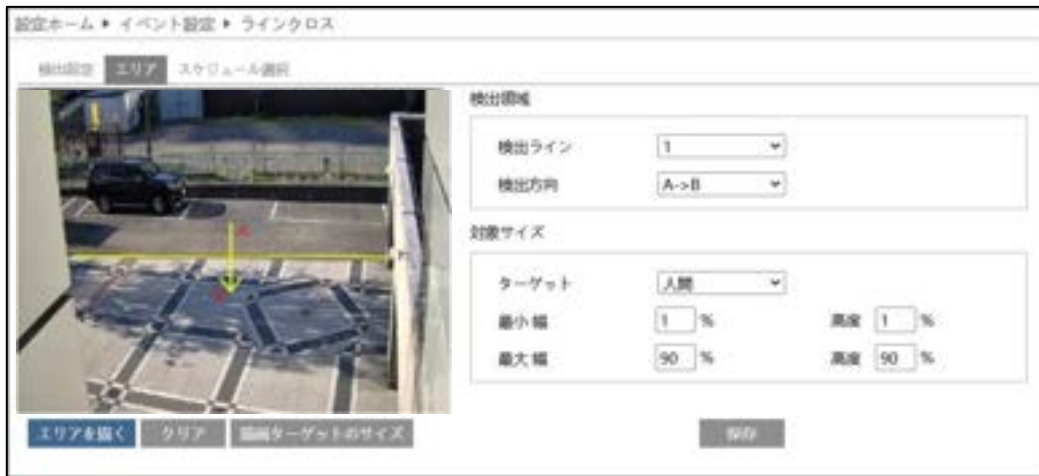 設定ホーム ▶ イベント設定 ▶ ラインクロス
検出設定 エリア スケジュール選択
検出領域
検出ライン 1
検出方向 A->B
対象サイズ
ターゲット 人間
最小 幅 1 % 高度 1 %
最大 幅 90 % 高度 90 %
エリアを描く クリア 描画ターゲットのサイズ 保存